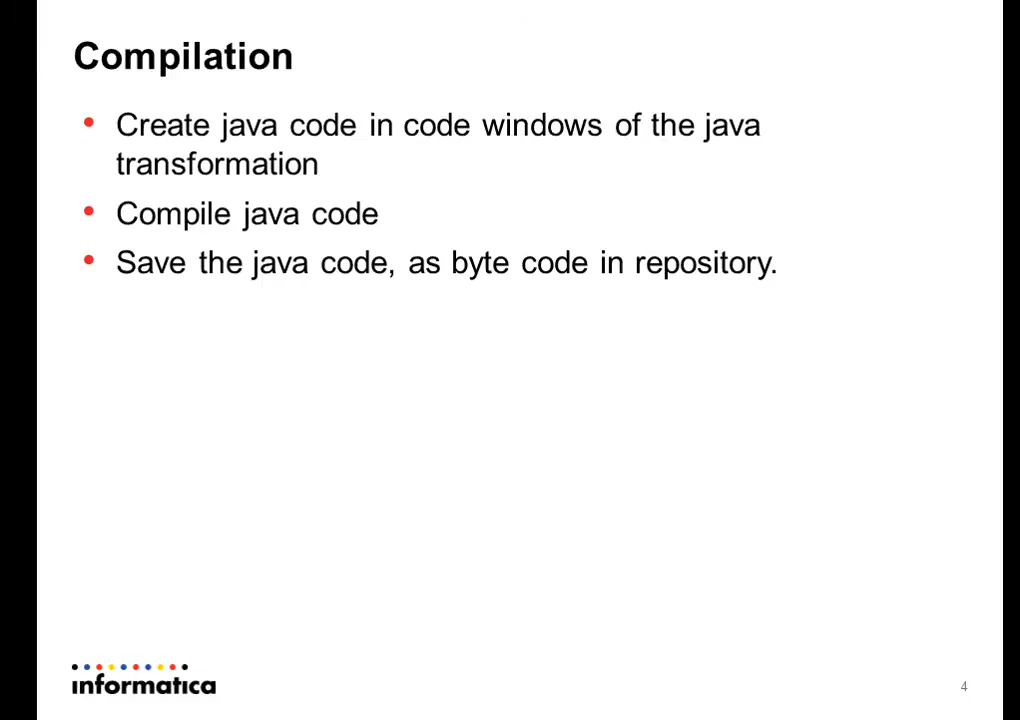 Compilation
• Create java code in code windows of the java
transformation
• Compile java code
• Save the java code, as byte code in repository.
informatica
4